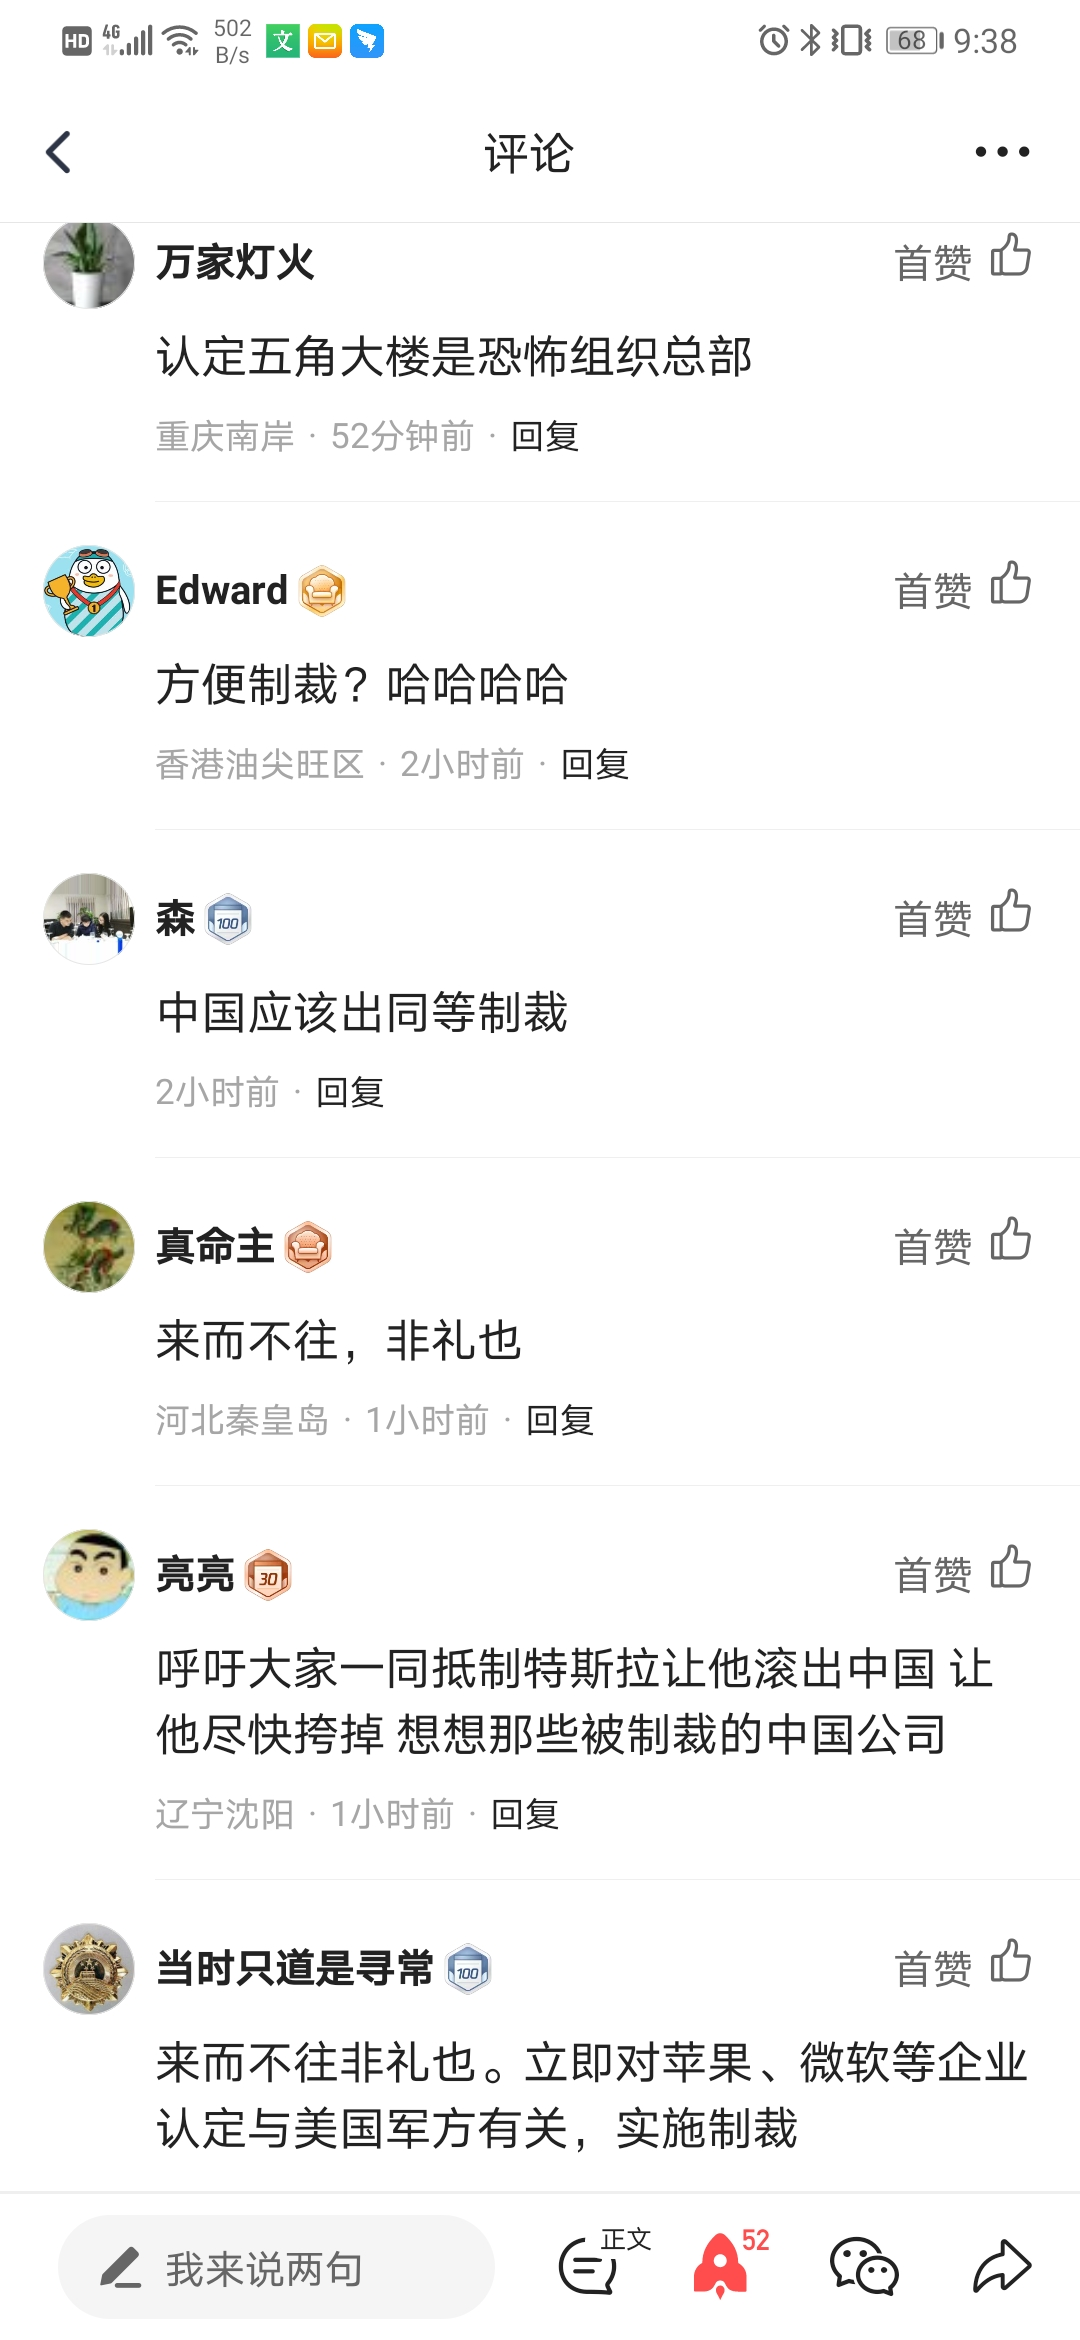 HD 4G 502 B/s 文 68 9:38
评论
万家灯火 首赞
认定五角大楼是恐怖组织总部
重庆南岸 · 52分钟前 · 回复
Edward 首赞
方便制裁？哈哈哈哈
香港油尖旺区 · 2小时前 · 回复
森 100 首赞
中国应该出同等制裁
2小时前 · 回复
真命主 首赞
来而不往，非礼也
河北秦皇岛 · 1小时前 · 回复
亮亮 30 首赞
呼吁大家一同抵制特斯拉让他滚出中国 让
他尽快挎掉 想想那些被制裁的中国公司
辽宁沈阳 · 1小时前 · 回复
当时只道是寻常 100 首赞
来而不往非礼也。立即对苹果、微软等企业
认定与美国军方有关，实施制裁
我来说两句 正文 52